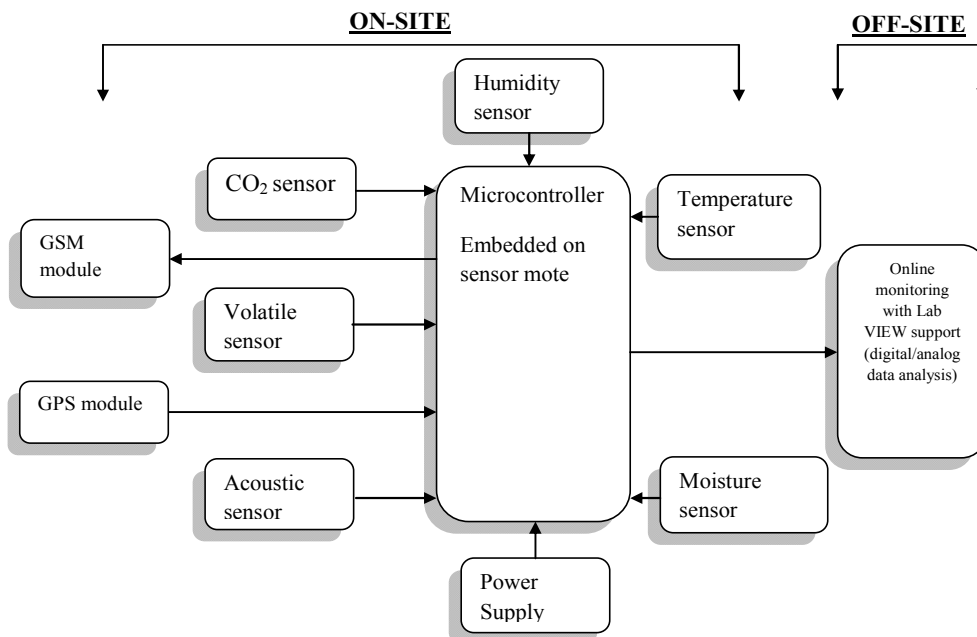 ON-SITE
OFF-SITE
Humidity
sensor
CO₂ sensor
Microcontroller
Embedded on
sensor mote
Temperature
sensor
GSM
module
Online
monitoring
with Lab
VIEW support
(digital/analog
data analysis)
Volatile
sensor
GPS module
Acoustic
sensor
Moisture
sensor
Power
Supply